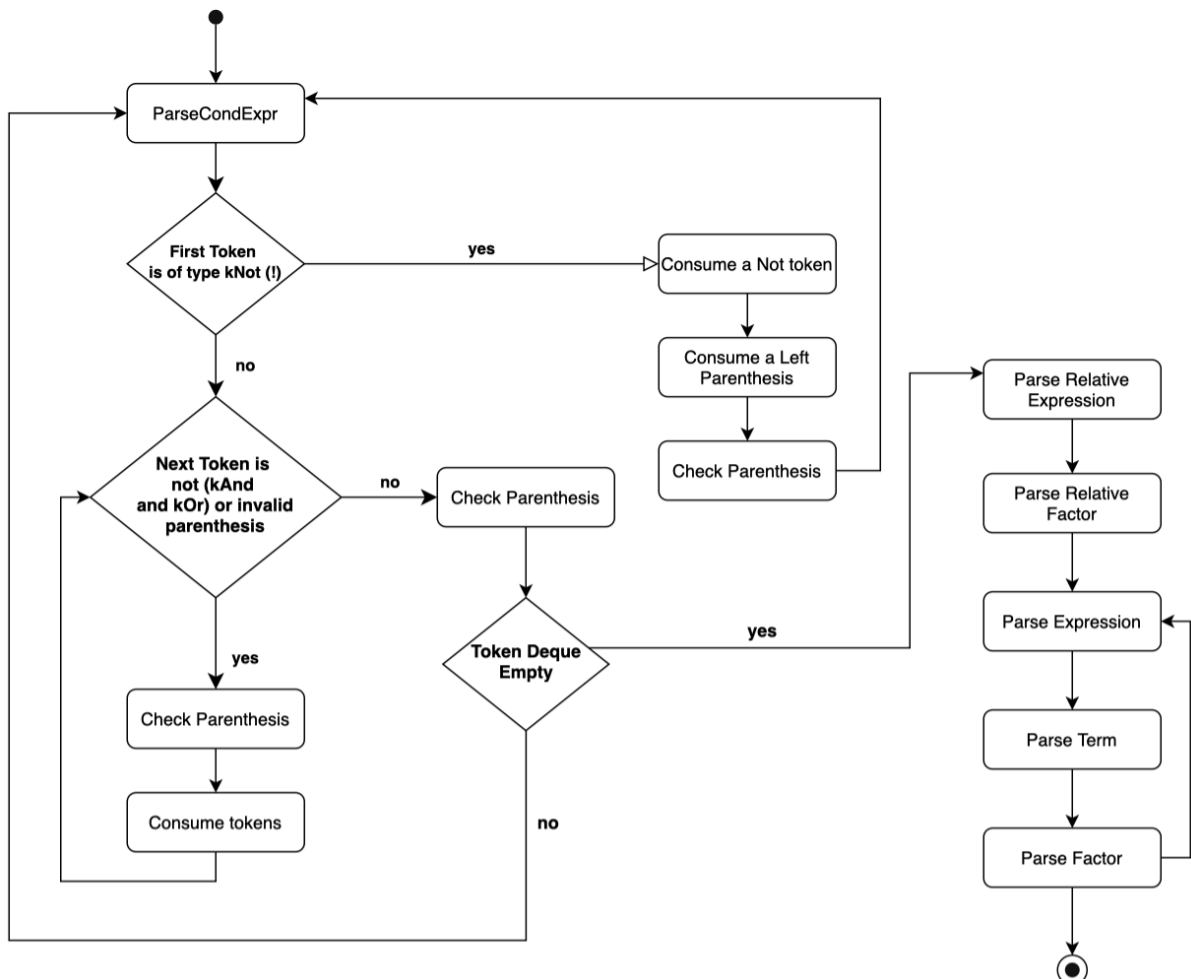 ParseCondExpr
First Token
is of type kNot (!)
yes
Consume a Not token
Consume a Left
Parenthesis
Check Parenthesis
no
Next Token is
not (kAnd
and kOr) or invalid
parenthesis
no
Check Parenthesis
yes
Check Parenthesis
Consume tokens
Token Deque
Empty
yes
no
Parse Relative
Expression
Parse Relative
Factor
Parse Expression
Parse Term
Parse Factor